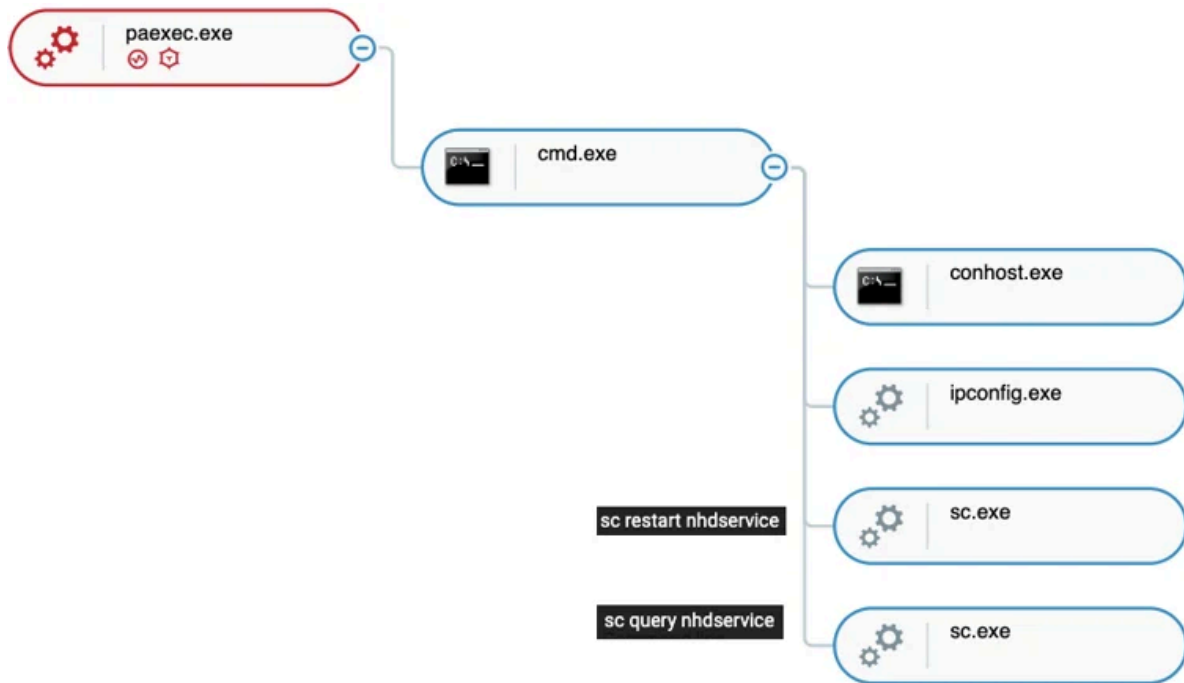 paexec.exe
cmd.exe
conhost.exe
ipconfig.exe
sc restart nhdservice
sc.exe
sc query nhdservice
sc.exe